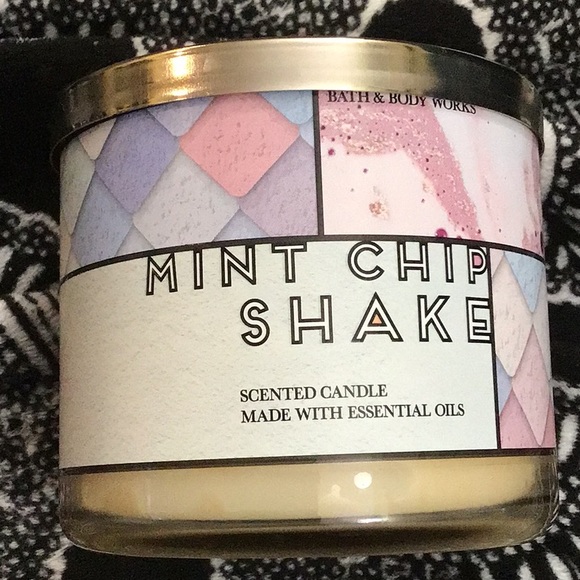 BATH & BODY WORKS
MINT CHIP
SHAKE
SCENTED CANDLE
MADE WITH ESSENTIAL OILS